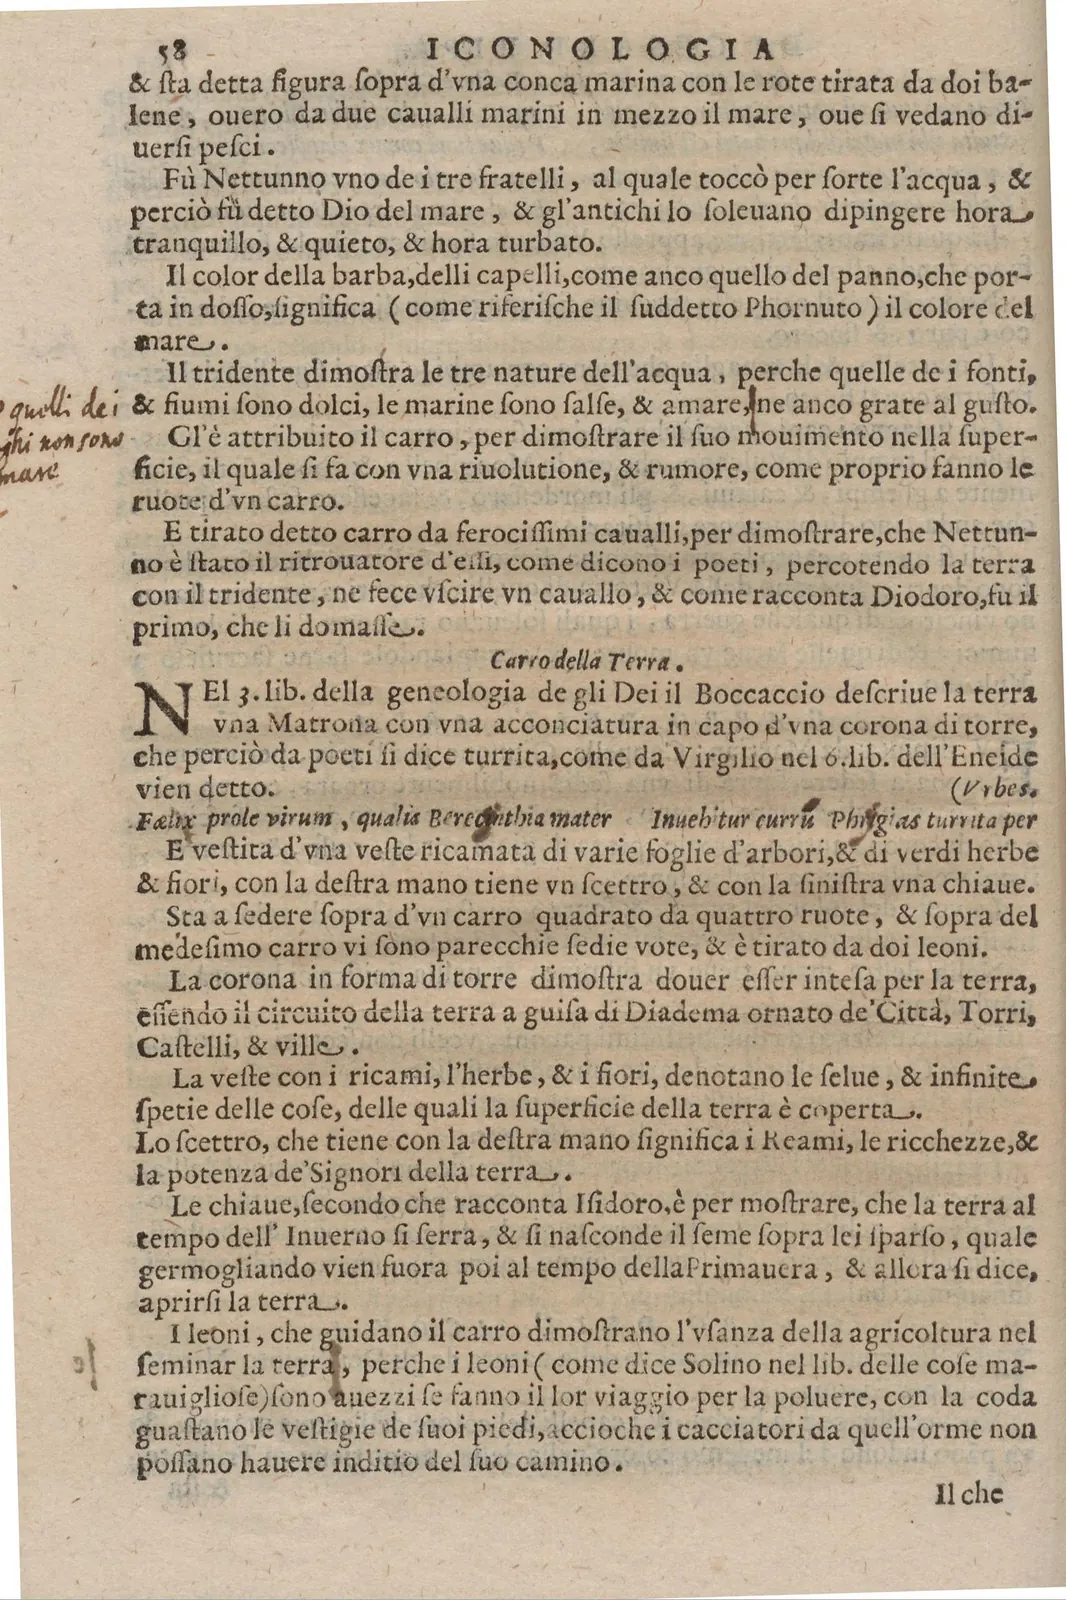 58 ICONOLOGIA
& ſta detta figura ſopra d'vna conca marina con le rote tirata da doi ba-
lene, ouero da due caualli marini in mezzo il mare, oue ſi vedano di-
uerſi peſci.
Fù Nettunno vno de i tre fratelli, al quale toccò per ſorte l'acqua, &
perciò fù detto Dio del mare, & gl'antichi lo ſoleuano dipingere hora
tranquillo, & quieto, & hora turbato.
Il color della barba, delli capelli, come anco quello del panno, che por-
ta in doſſo, ſignifica (come riferiſche il ſuddetto Phornuto) il colore del
mare.
Il tridente dimoſtra le tre nature dell'acqua, perche quelle de i fonti,
& fiumi ſono dolci, le marine ſono ſalſe, & amare, ne anco grate al guſto.
quelli dei
ghi non sono
mare
Gl'è attribuito il carro, per dimoſtrare il ſuo mouimento nella ſuper-
ficie, il quale ſi fa con vna riuolutione, & rumore, come proprio fanno le
ruote d'vn carro.
E tirato detto carro da ferociſſimi caualli, per dimoſtrare, che Nettun-
no è ſtato il ritrouatore d'eſſi, come dicono i poeti, percotendo la terra
con il tridente, ne fece vſcire vn cauallo, & come racconta Diodoro, fu il
primo, che li domaſſe.
Carro della Terra.
NEl 3. lib. della geneologia de gli Dei il Boccaccio deſcriue la terra
vna Matrona con vna acconciatura in capo d'vna corona di torre,
che perciò da poeti ſi dice turrita, come da Virgilio nel 6. lib. dell'Eneide
vien detto. (Vrbes.
Fælix prole virum, qualis Berecinthia mater Inuehitur curru Phrigias turrita per
E veſtita d'vna veſte ricamata di varie foglie d'arbori, & di verdi herbe
& fiori, con la deſtra mano tiene vn ſcettro, & con la ſiniſtra vna chiaue.
Sta a ſedere ſopra d'vn carro quadrato da quattro ruote, & ſopra del
medeſimo carro vi ſono parecchie ſedie vote, & è tirato da doi leoni.
La corona in forma di torre dimoſtra douer eſſer inteſa per la terra,
eſſendo il circuito della terra a guiſa di Diadema ornato de' Città, Torri,
Caſtelli, & ville.
La veſte con i ricami, l'herbe, & i fiori, denotano le ſelue, & infinite
ſpetie delle coſe, delle quali la ſuperficie della terra è coperta.
Lo ſcettro, che tiene con la deſtra mano ſignifica i Reami, le ricchezze, &
la potenza de' Signori della terra.
Le chiaue, ſecondo che racconta Iſidoro, è per moſtrare, che la terra al
tempo dell' Inuerno ſi ſerra, & ſi naſconde il ſeme ſopra lei ſparſo, quale
germogliando vien fuora poi al tempo della Primauera, & allora ſi dice,
aprirſi la terra.
I leoni, che guidano il carro dimoſtrano l'vſanza della agricoltura nel
ſeminar la terra, perche i leoni (come dice Solino nel lib. delle coſe ma-
rauiglioſe) ſono auezzi ſe fanno il lor viaggio per la poluere, con la coda
guaſtano le veſtigie de ſuoi piedi, accioche i cacciatori da quell'orme non
poſſano hauere inditio del ſuo camino.
Il che